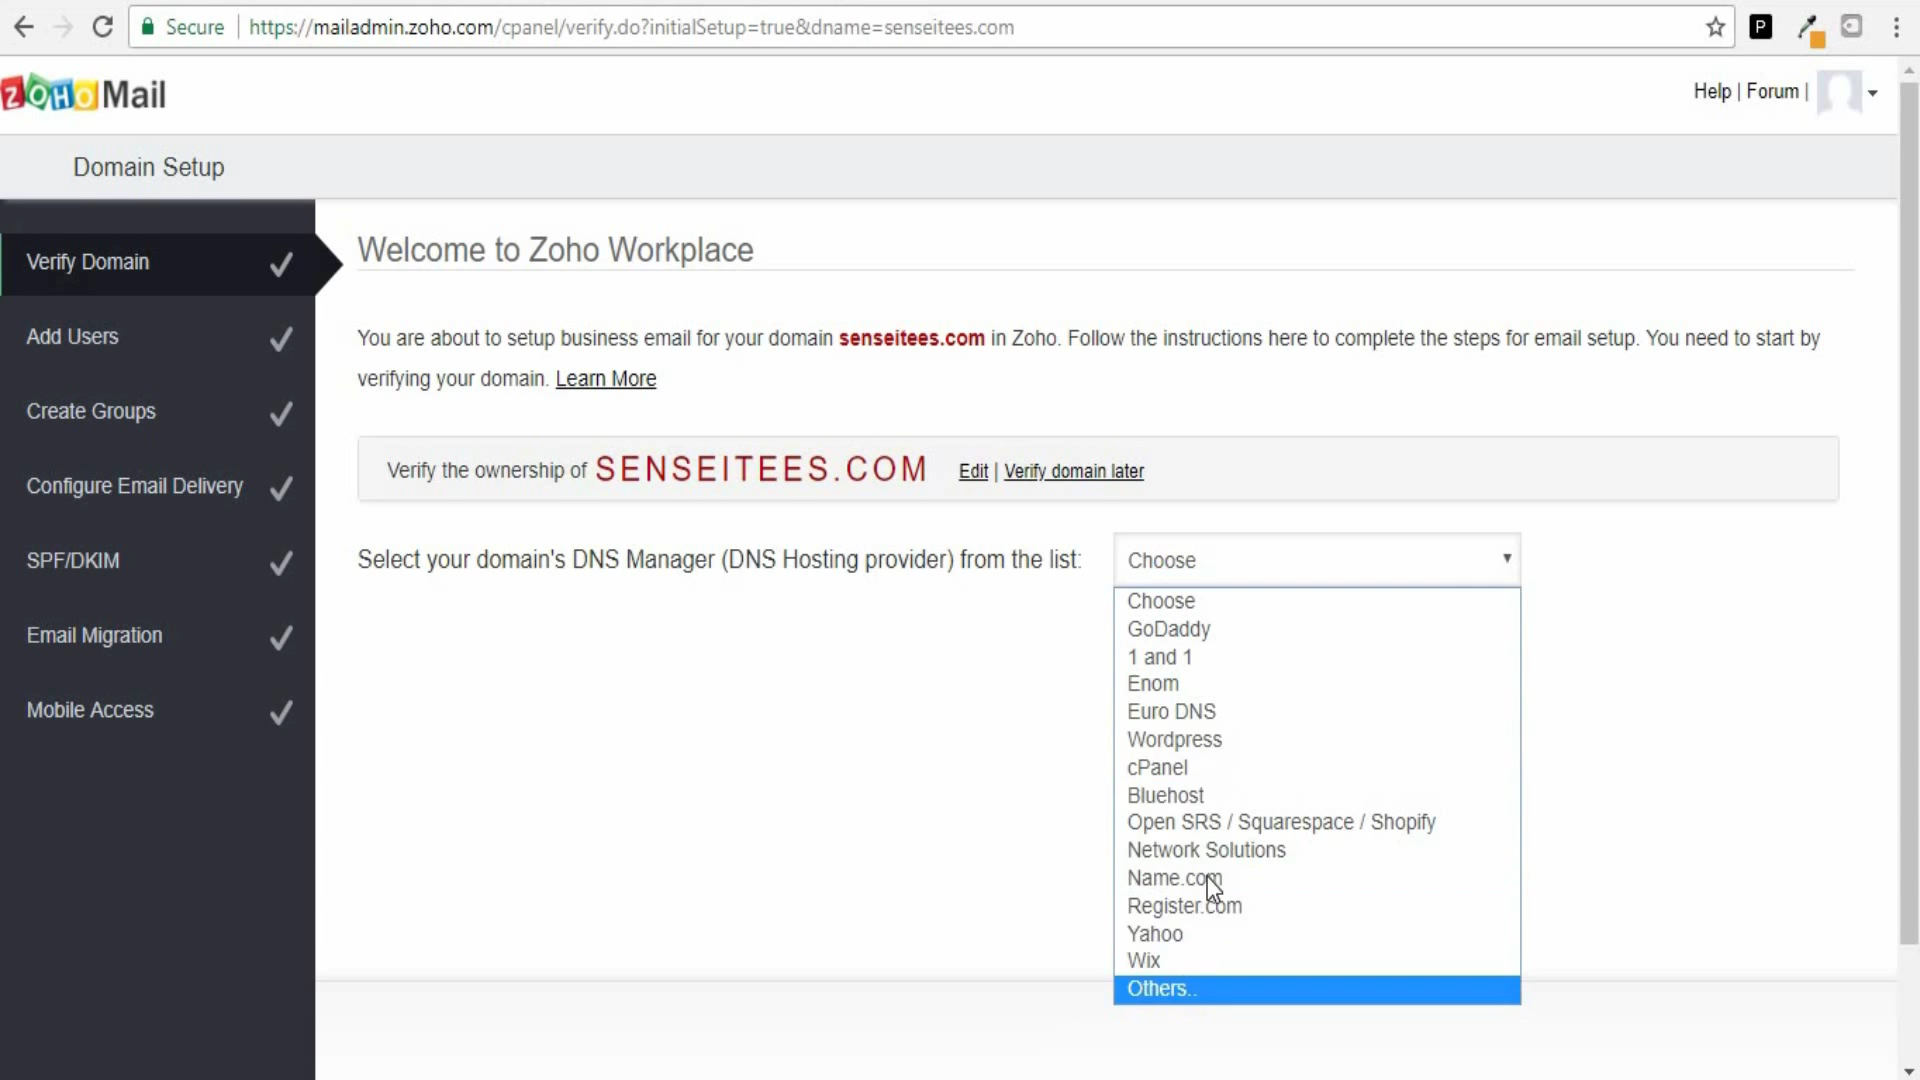 Secure
https://mailadmin.zoho.com/cpanel/verify.do?initialSetup=true&dname=senseitees.com
P
ZOHO Mail
Help | Forum |
Domain Setup
Verify Domain
Add Users
Create Groups
Configure Email Delivery
SPF/DKIM
Email Migration
Mobile Access
Welcome to Zoho Workplace
You are about to setup business email for your domain senseitees.com in Zoho. Follow the instructions here to complete the steps for email setup. You need to start by
verifying your domain. Learn More
Verify the ownership of SENSEITEES.COM Edit | Verify domain later
Select your domain's DNS Manager (DNS Hosting provider) from the list: Choose
Choose
GoDaddy
1 and 1
Enom
Euro DNS
Wordpress
cPanel
Bluehost
Open SRS / Squarespace / Shopify
Network Solutions
Name.com
Register.com
Yahoo
Wix
Others..